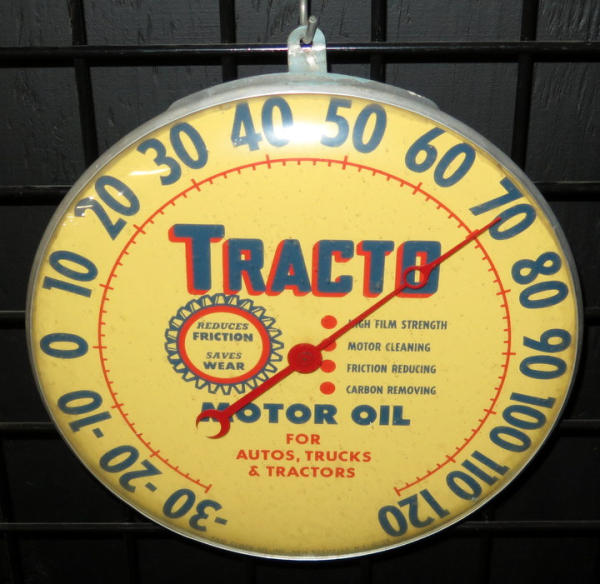 -30 -20 -10 0 10 20 30 40 50 60 70 80 90 100 110 120
TRACTO
REDUCES
FRICTION
SAVES
WEAR
HIGH FILM STRENGTH
MOTOR CLEANING
FRICTION REDUCING
CARBON REMOVING
MOTOR OIL
FOR
AUTOS, TRUCKS
& TRACTORS